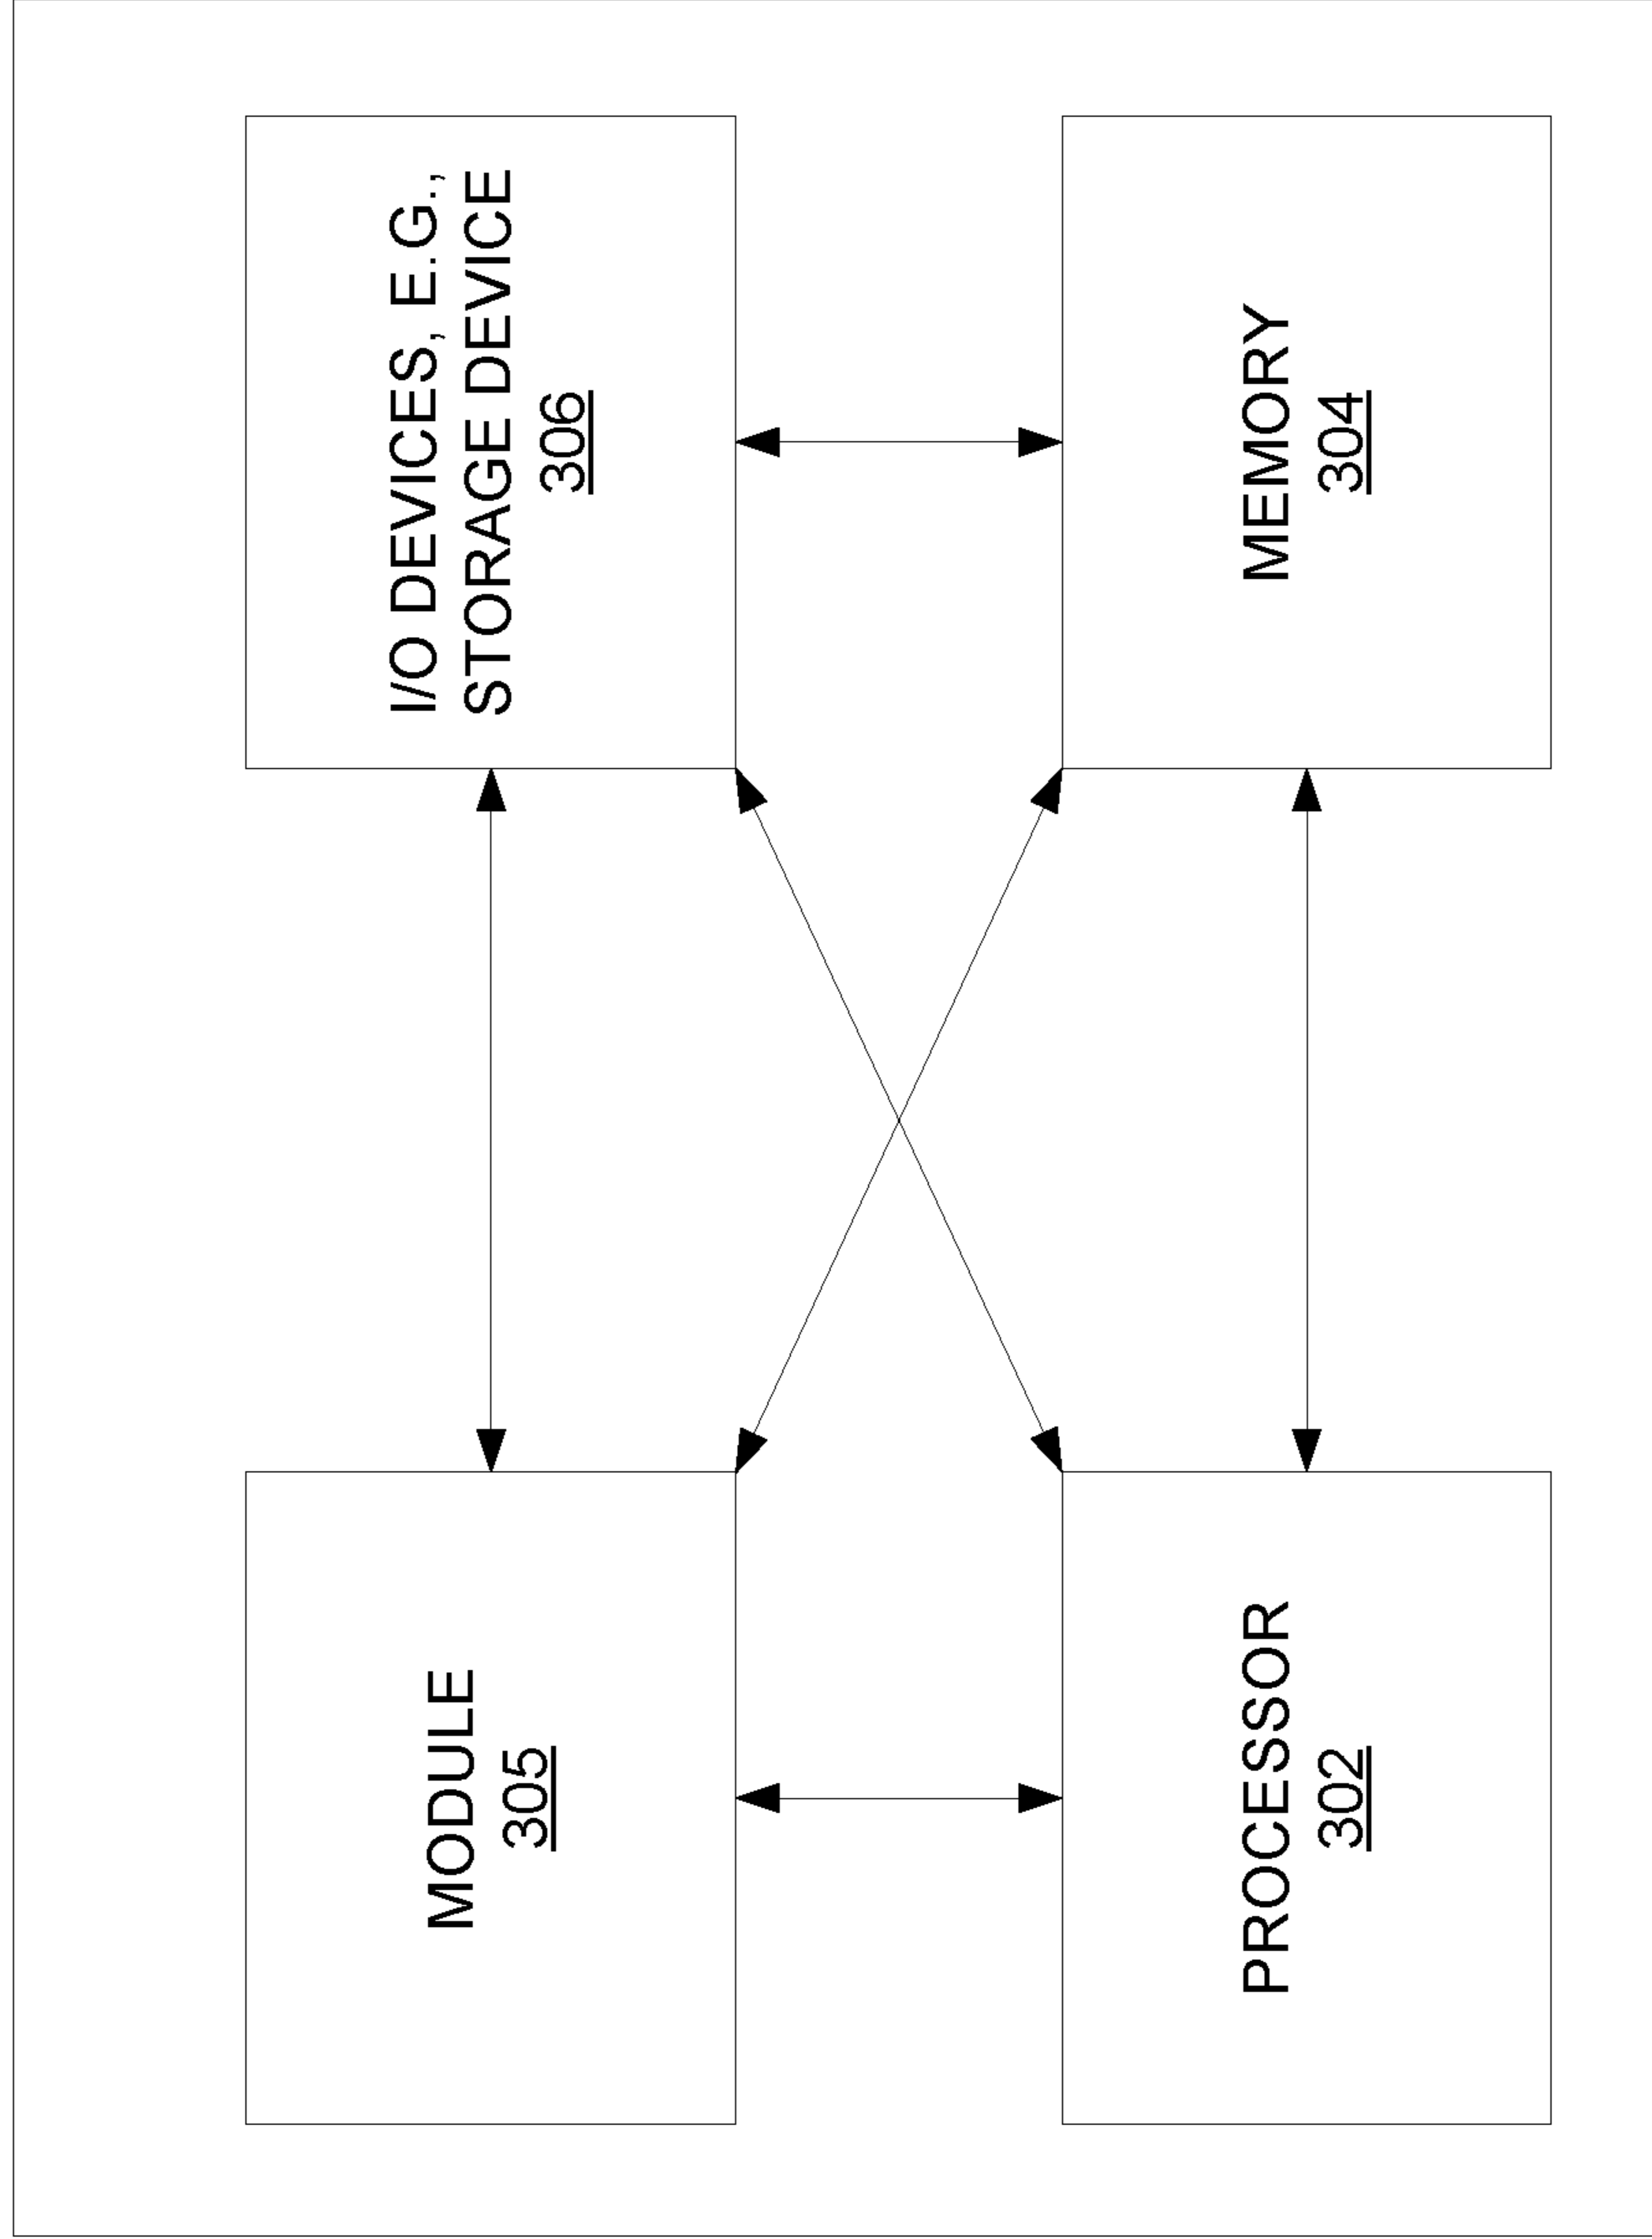 MODULE
305
I/O DEVICES, E.G.,
STORAGE DEVICE
306
PROCESSOR
302
MEMORY
304